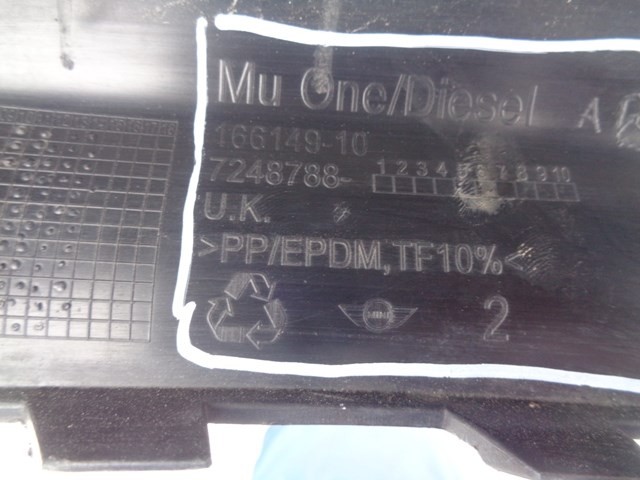 Mu One/Diesel A
166149-10
7248788- 1 2 3 4 5 6 7 8 9 10
U.K.
>PP/EPDM,TF10%<
MINI 2